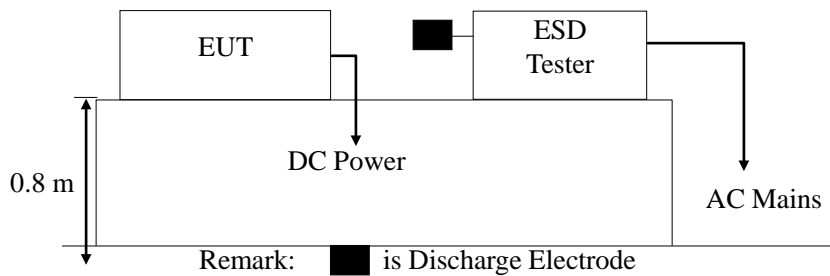 EUT
ESD
Tester
DC Power
0.8 m
AC Mains
Remark: is Discharge Electrode